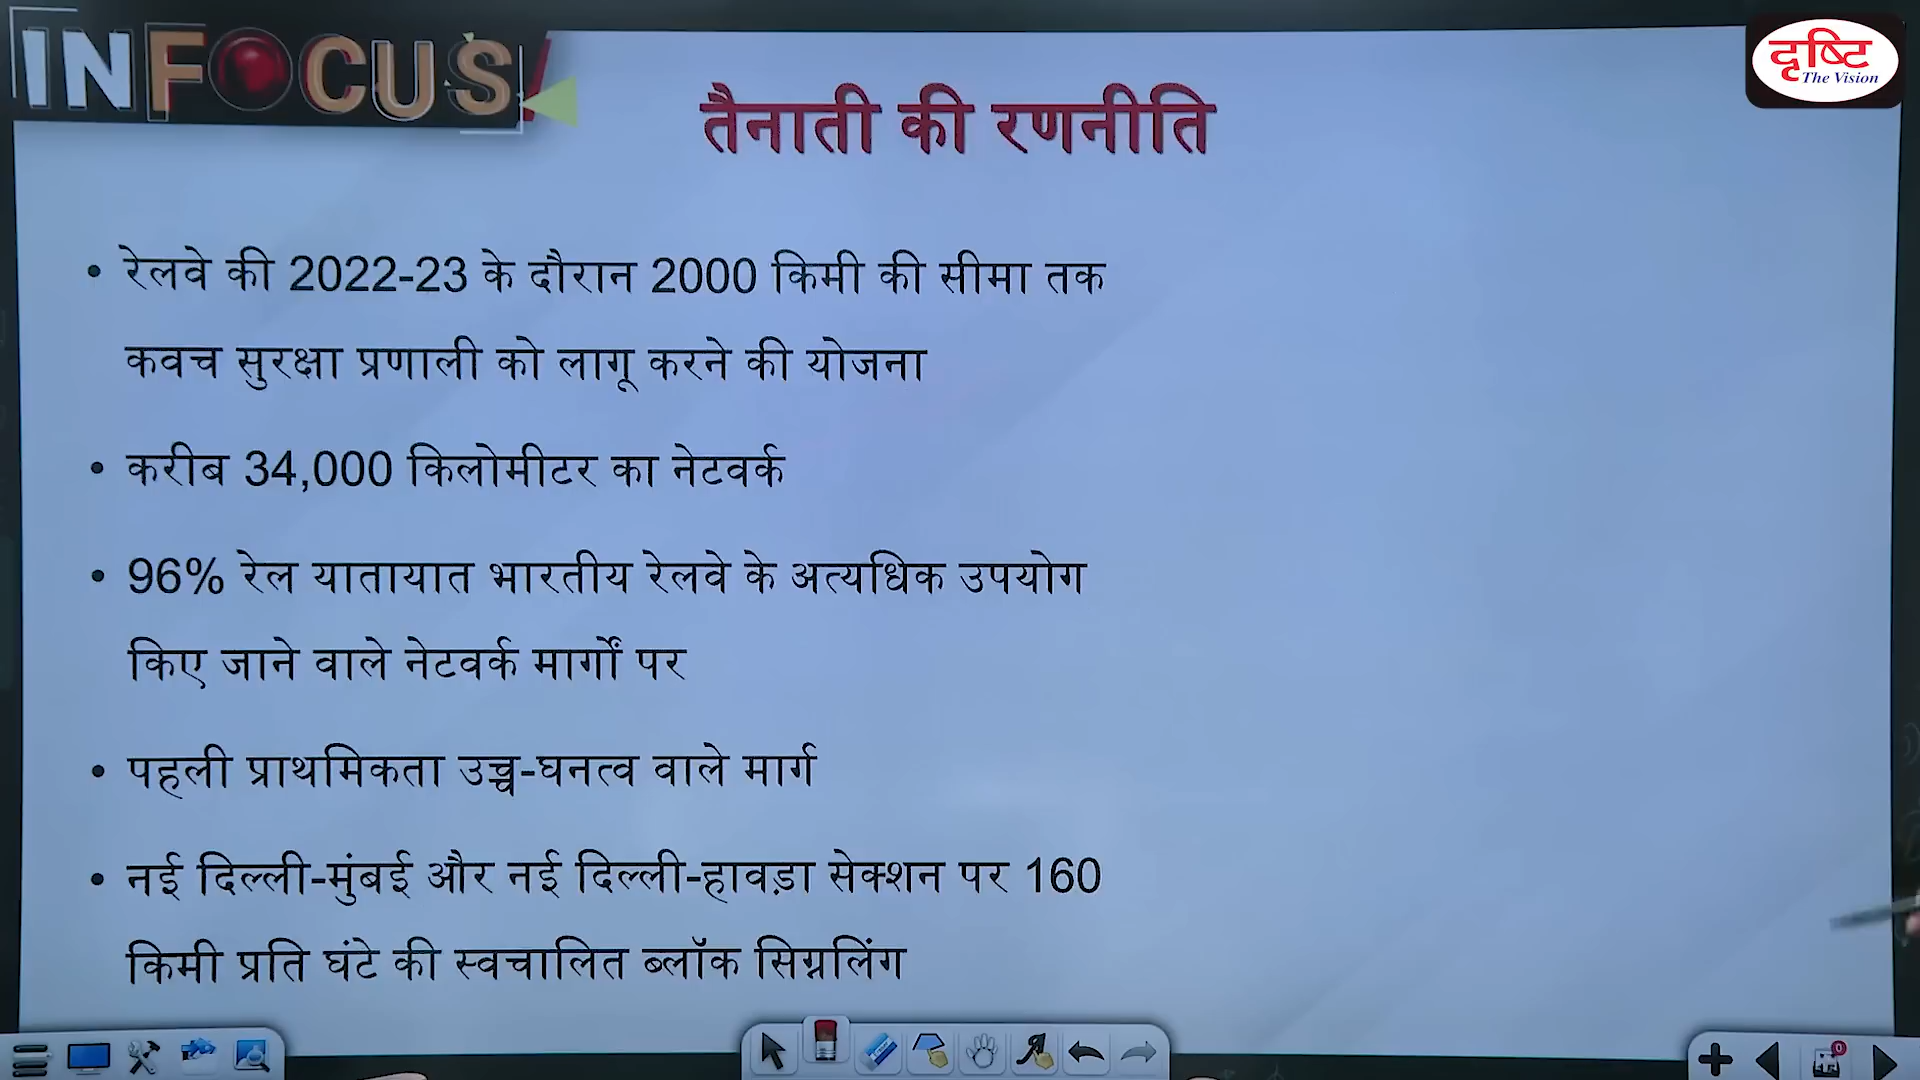 INFOCUS
दृष्टि
The Vision
तैनाती की रणनीति
• रेलवे की 2022-23 के दौरान 2000 किमी की सीमा तक
कवच सुरक्षा प्रणाली को लागू करने की योजना
• करीब 34,000 किलोमीटर का नेटवर्क
• 96% रेल यातायात भारतीय रेलवे के अत्यधिक उपयोग
किए जाने वाले नेटवर्क मार्गों पर
• पहली प्राथमिकता उच्च-घनत्व वाले मार्ग
• नई दिल्ली-मुंबई और नई दिल्ली-हावड़ा सेक्शन पर 160
किमी प्रति घंटे की स्वचालित ब्लॉक सिग्नलिंग
0